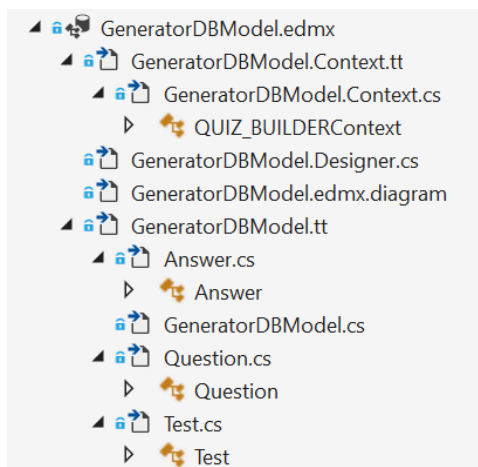 GeneratorDBModel.edmx
GeneratorDBModel.Context.tt
GeneratorDBModel.Context.cs
QUIZ_BUILDERContext
GeneratorDBModel.Designer.cs
GeneratorDBModel.edmx.diagram
GeneratorDBModel.tt
Answer.cs
Answer
GeneratorDBModel.cs
Question.cs
Question
Test.cs
Test